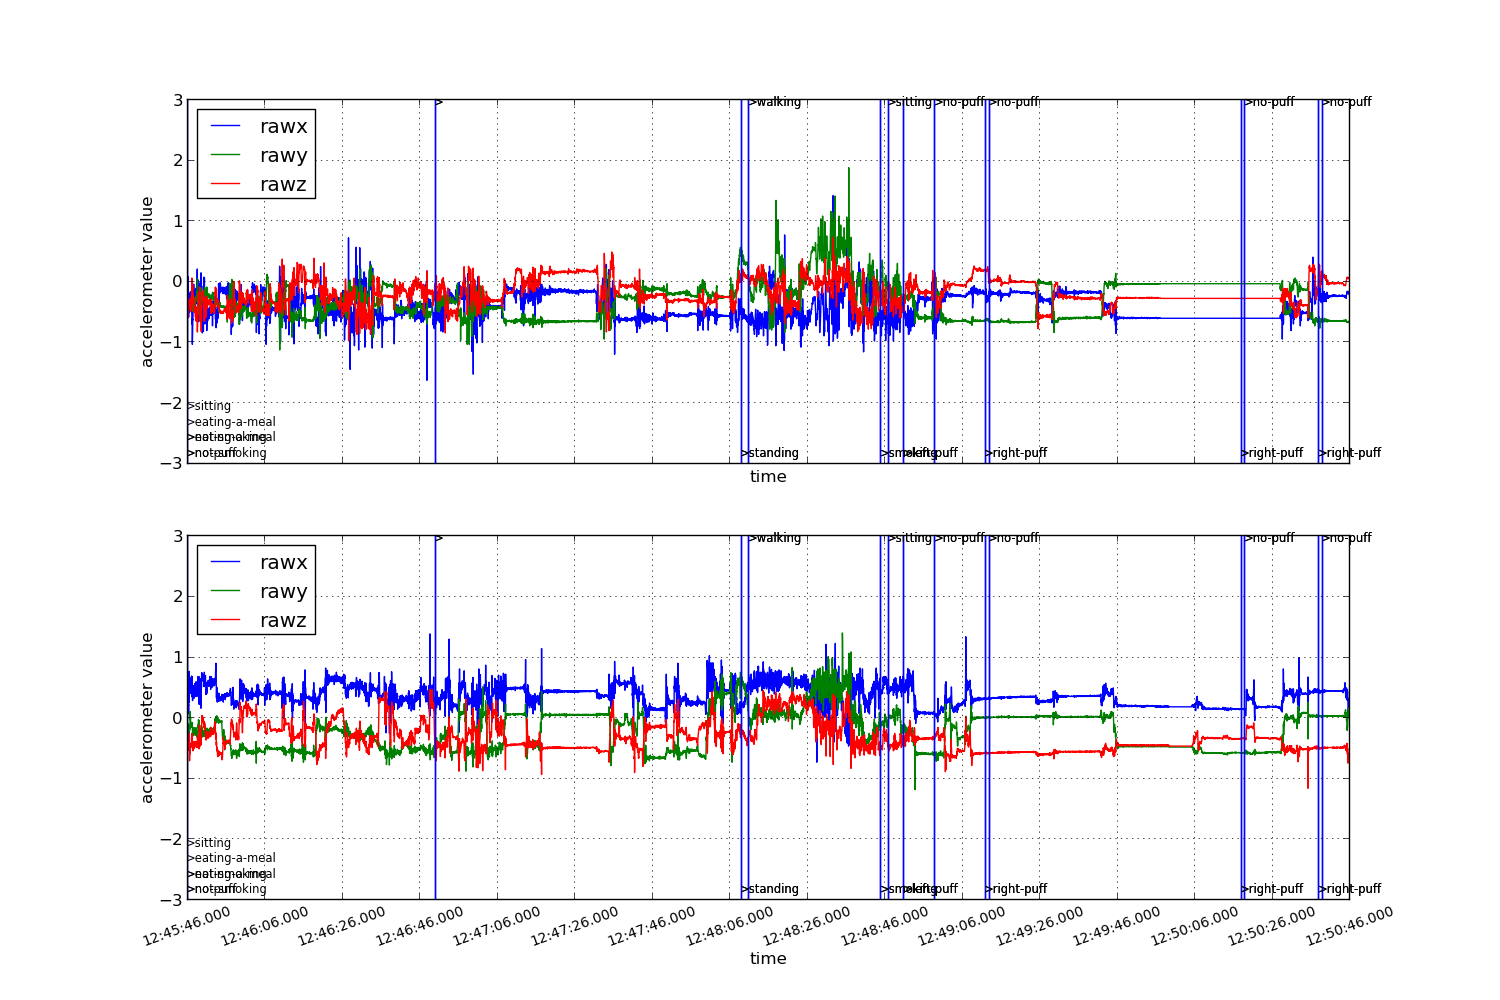 3
>
>walking
>sitting
>no-puff
>no-puff
>no-puff
>no-puff
rawx
rawy
rawz
2
1
0
−1
−2
−3
accelerometer value
>sitting
>eating-a-meal
>no-puff
>standing
>smoking
>right-puff
>right-puff
>right-puff
time
3
>
>walking
>sitting
>no-puff
>no-puff
>no-puff
>no-puff
rawx
rawy
rawz
2
1
0
−1
−2
−3
accelerometer value
>sitting
>eating-a-meal
>no-puff
>standing
>smoking
>right-puff
>right-puff
>right-puff
12:45:46.000
12:46:06.000
12:46:26.000
12:46:46.000
12:47:06.000
12:47:26.000
12:47:46.000
12:48:06.000
12:48:26.000
12:48:46.000
12:49:06.000
12:49:26.000
12:49:46.000
12:50:06.000
12:50:26.000
12:50:46.000
time